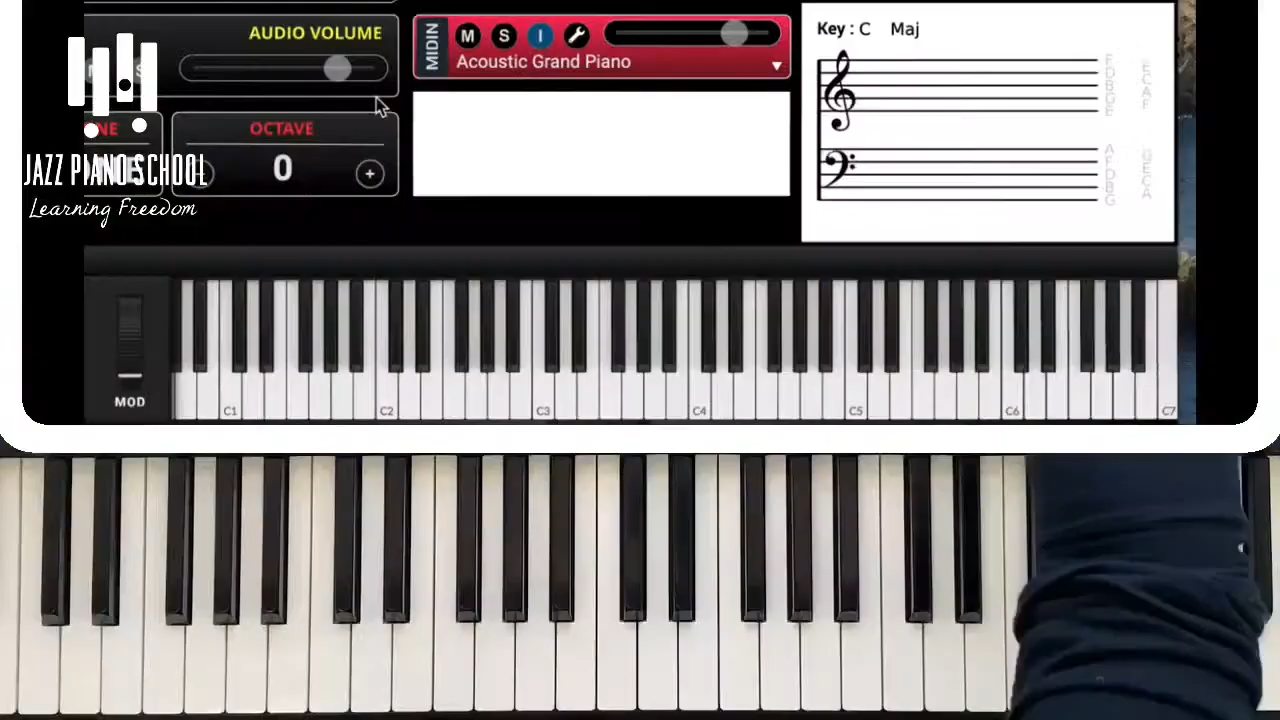 AUDIO VOLUME
OCTAVE
0
+
JAZZ PIANO SCHOOL
Learning Freedom
MIDIN
M S I
Acoustic Grand Piano
Key : C Maj
F
D
B
G
E
E
C
A
F
A
F
D
B
G
G
E
C
A
MOD
C1 C2 C3 C4 C5 C6 C7